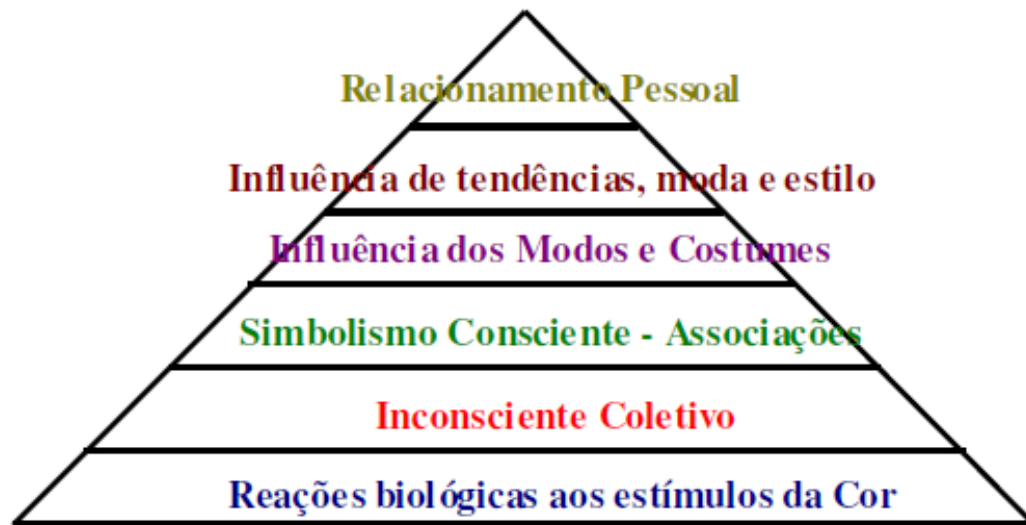 Relacionamento Pessoal
Influência de tendências, moda e estilo
Influência dos Modos e Costumes
Simbolismo Consciente - Associações
Inconsciente Coletivo
Reações biológicas aos estímulos da Cor